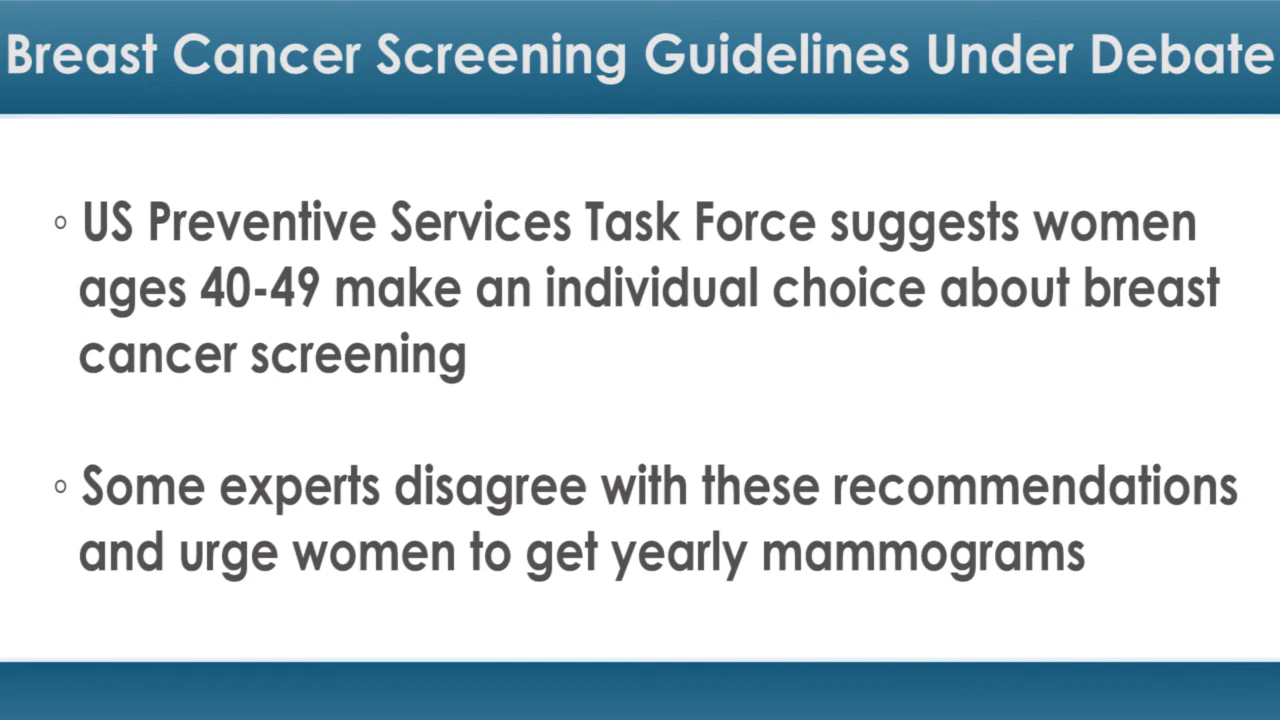 Breast Cancer Screening Guidelines Under Debate
◦ US Preventive Services Task Force suggests women
ages 40-49 make an individual choice about breast
cancer screening
◦ Some experts disagree with these recommendations
and urge women to get yearly mammograms